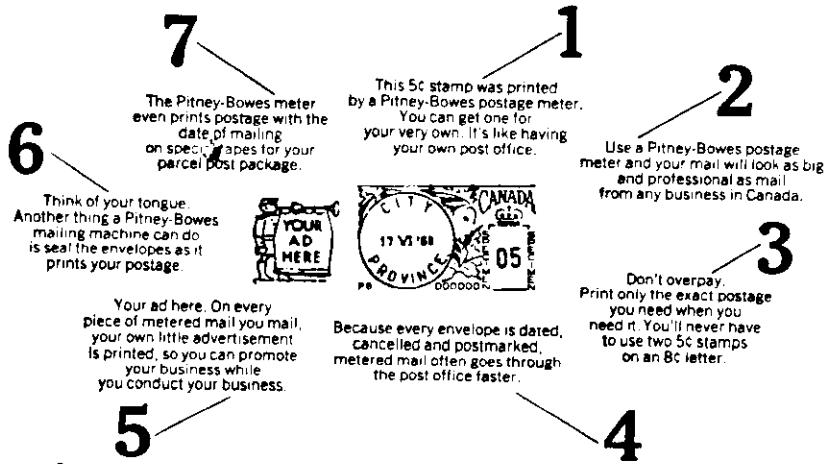 1
This 5¢ stamp was printed
by a Pitney-Bowes postage meter.
You can get one for
your very own. It's like having
your own post office.
2
Use a Pitney-Bowes postage
meter and your mail will look as big
and professional as mail
from any business in Canada.
3
Don't overpay.
Print only the exact postage
you need when you
need it. You'll never have
to use two 5¢ stamps
on an 8¢ letter.
4
Because every envelope is dated,
cancelled and postmarked,
metered mail often goes through
the post office faster.
5
Your ad here. On every
piece of metered mail you mail,
your own little advertisement
is printed, so you can promote
your business while
you conduct your business.
6
Think of your tongue.
Another thing a Pitney-Bowes
mailing machine can do
is seal the envelopes as it
prints your postage.
7
The Pitney-Bowes meter
even prints postage with the
date of mailing
on special tapes for your
parcel post package.
YOUR
AD
HERE
CITY
17 VI '68
PROVINCE
PB
CANADA
05
000000